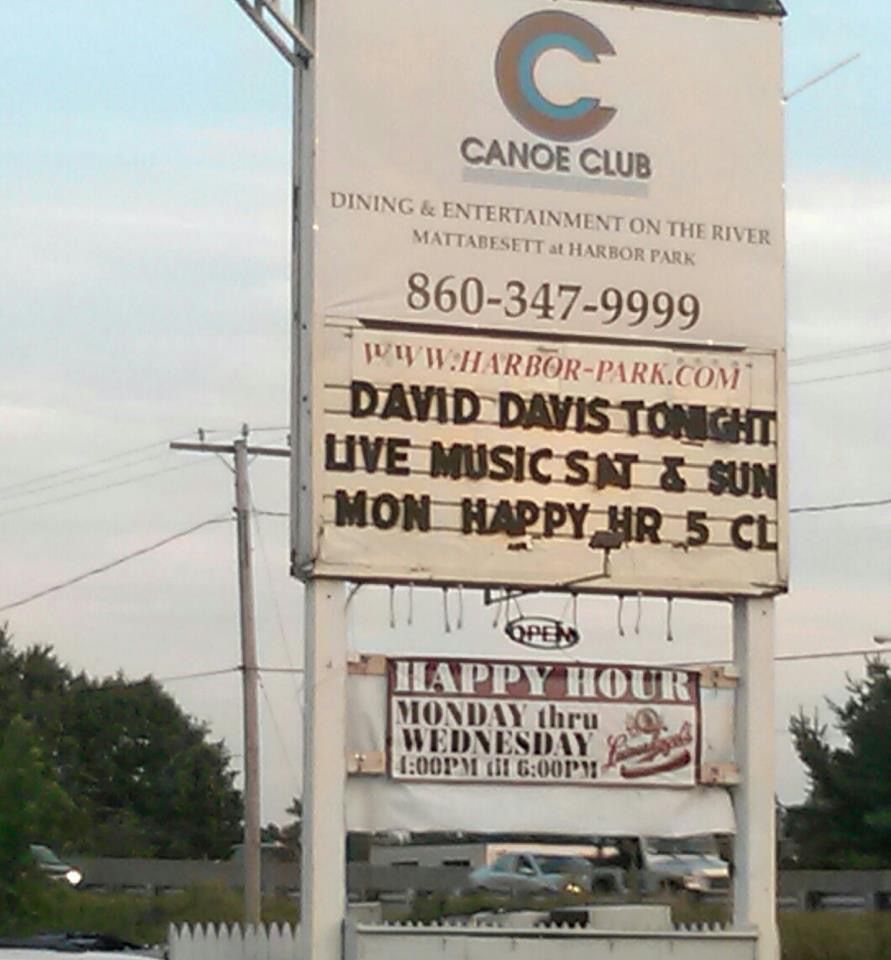 CANOE CLUB
DINING & ENTERTAINMENT ON THE RIVER
MATTABESETT at HARBOR PARK
860-347-9999
WWW.HARBOR-PARK.COM
DAVID DAVIS TONIGHT
LIVE MUSIC SAT & SUN
MON HAPPY HR 5 CL
OPEN
HAPPY HOUR
MONDAY thru
WEDNESDAY
4:00PM til 6:00PM
Leinenkugel's